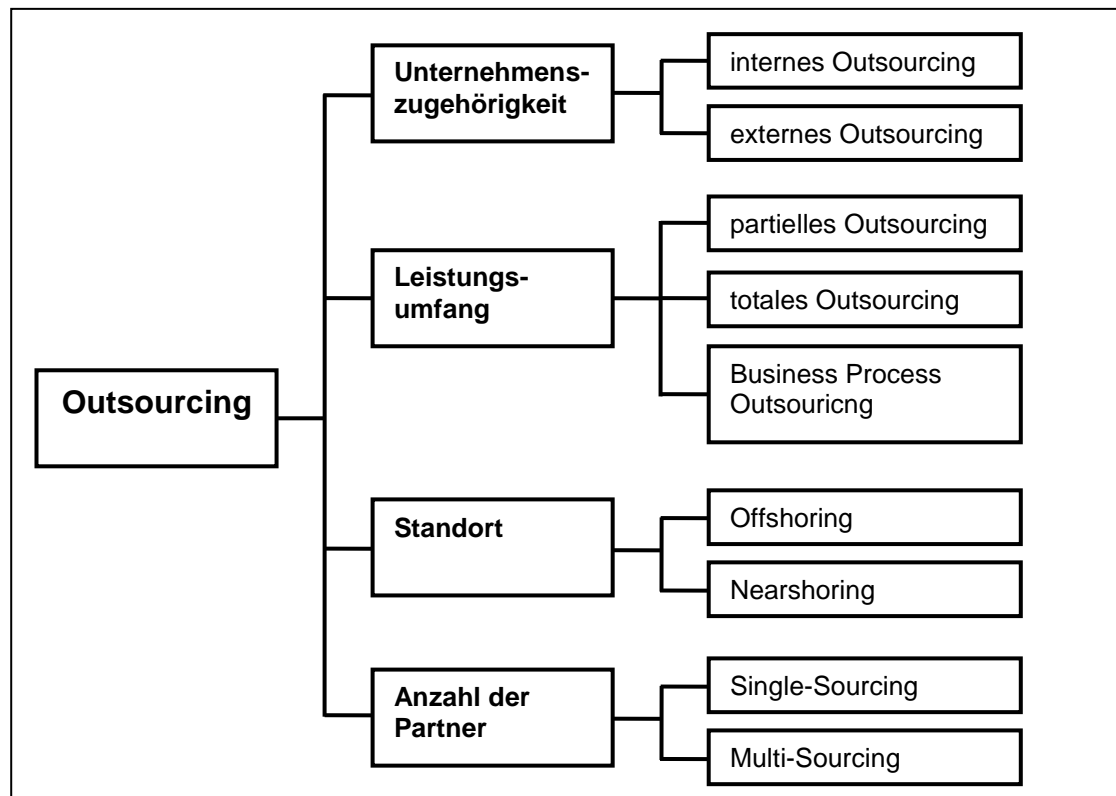 Outsourcing
Unternehmens-
zugehörigkeit
internes Outsourcing
externes Outsourcing
Leistungs-
umfang
partielles Outsourcing
totales Outsourcing
Business Process
Outsouricng
Standort
Offshoring
Nearshoring
Anzahl der
Partner
Single-Sourcing
Multi-Sourcing